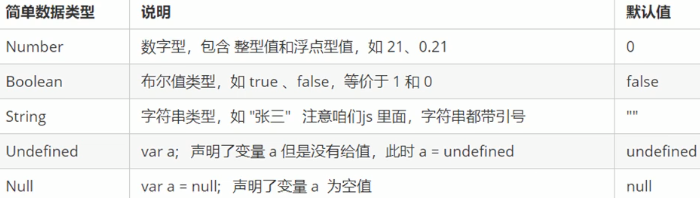 简单数据类型 说明 默认值
Number 数字型，包含 整型值和浮点型值，如 21、0.21 0
Boolean 布尔值类型，如 true 、false，等价于 1 和 0 false
String 字符串类型，如 "张三" 注意咱们js 里面，字符串都带引号 ""
Undefined var a; 声明了变量 a 但是没有给值，此时 a = undefined undefined
Null var a = null; 声明了变量 a 为空值 null